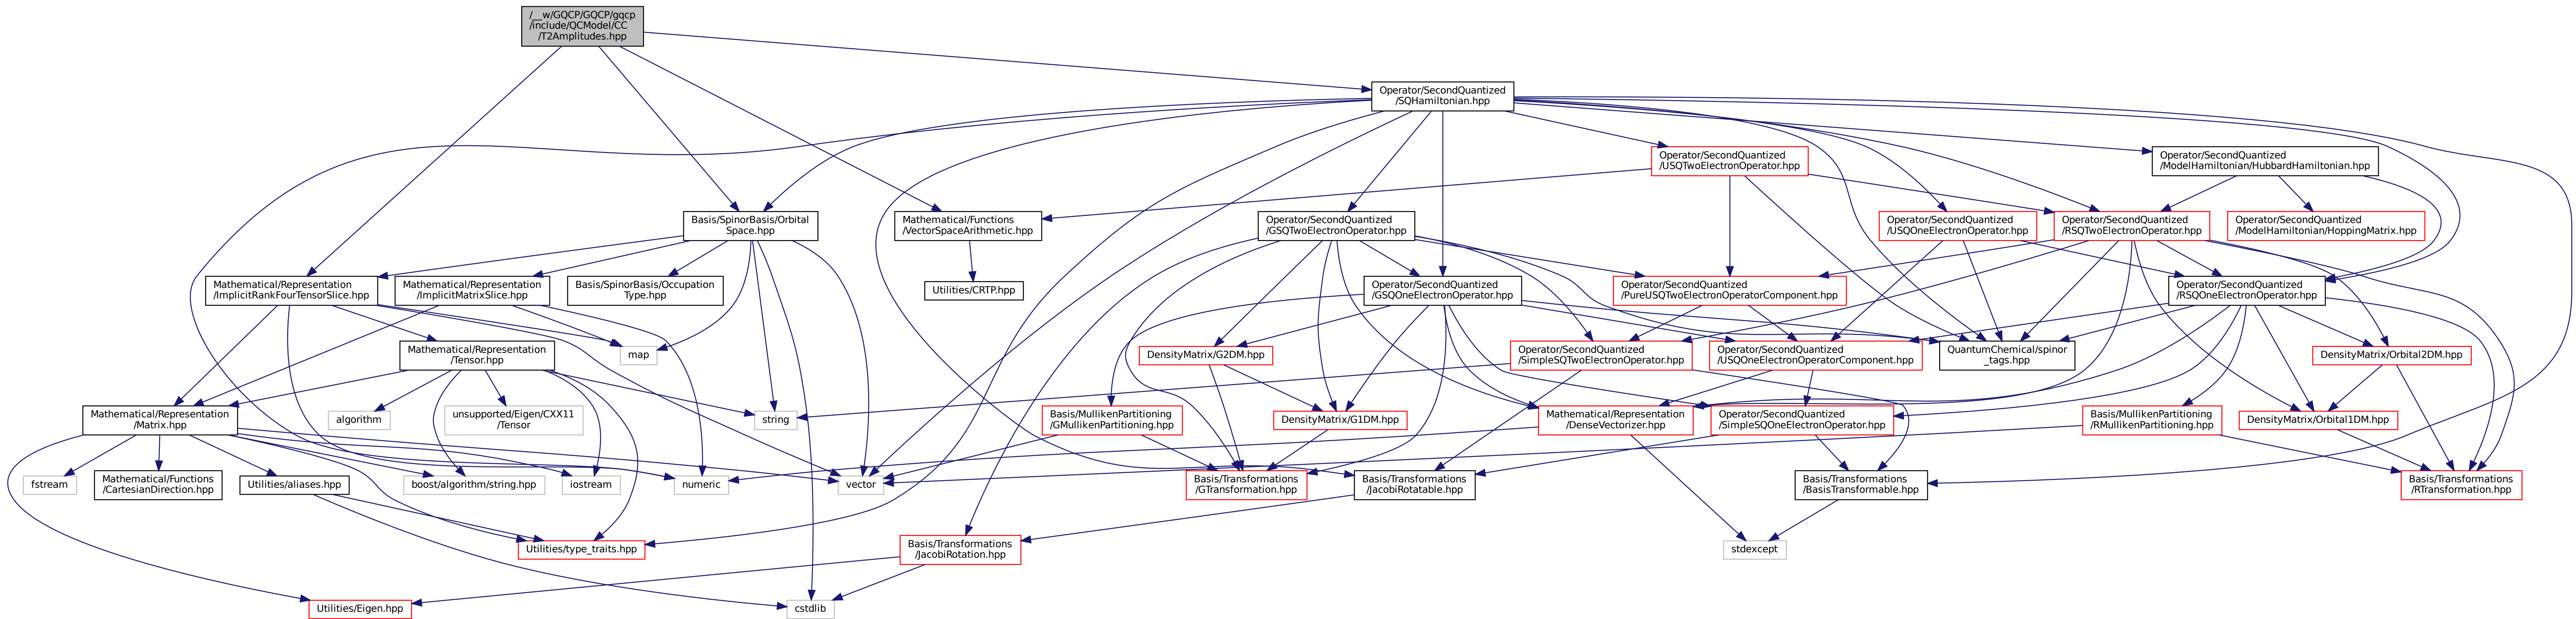 /__w/GQCP/GQCP/gqcp
/include/QCModel/CC
/T2Amplitudes.hpp
Operator/SecondQuantized
/SQHamiltonian.hpp
Operator/SecondQuantized
/USQTwoElectronOperator.hpp
Operator/SecondQuantized
/ModelHamiltonian/HubbardHamiltonian.hpp
Basis/SpinorBasis/Orbital
Space.hpp
Mathematical/Functions
/VectorSpaceArithmetic.hpp
Operator/SecondQuantized
/GSQTwoElectronOperator.hpp
Operator/SecondQuantized
/USQOneElectronOperator.hpp
Operator/SecondQuantized
/RSQTwoElectronOperator.hpp
Operator/SecondQuantized
/ModelHamiltonian/HoppingMatrix.hpp
Mathematical/Representation
/ImplicitRankFourTensorSlice.hpp
Mathematical/Representation
/ImplicitMatrixSlice.hpp
Basis/SpinorBasis/Occupation
Type.hpp
Utilities/CRTP.hpp
Operator/SecondQuantized
/GSQOneElectronOperator.hpp
Operator/SecondQuantized
/PureUSQTwoElectronOperatorComponent.hpp
Operator/SecondQuantized
/RSQOneElectronOperator.hpp
Mathematical/Representation
/Tensor.hpp
map
DensityMatrix/G2DM.hpp
Operator/SecondQuantized
/SimpleSQTwoElectronOperator.hpp
Operator/SecondQuantized
/USQOneElectronOperatorComponent.hpp
QuantumChemical/spinor
_tags.hpp
DensityMatrix/Orbital2DM.hpp
Mathematical/Representation
/Matrix.hpp
algorithm
unsupported/Eigen/CXX11
/Tensor
string
Basis/MullikenPartitioning
/GMullikenPartitioning.hpp
DensityMatrix/G1DM.hpp
Mathematical/Representation
/DenseVectorizer.hpp
Operator/SecondQuantized
/SimpleSQOneElectronOperator.hpp
Basis/MullikenPartitioning
/RMullikenPartitioning.hpp
DensityMatrix/Orbital1DM.hpp
fstream
Mathematical/Functions
/CartesianDirection.hpp
Utilities/aliases.hpp
boost/algorithm/string.hpp
iostream
numeric
vector
Basis/Transformations
/GTransformation.hpp
Basis/Transformations
/JacobiRotatable.hpp
Basis/Transformations
/BasisTransformable.hpp
Basis/Transformations
/RTransformation.hpp
Utilities/type_traits.hpp
Basis/Transformations
/JacobiRotation.hpp
stdexcept
Utilities/Eigen.hpp
cstdlib